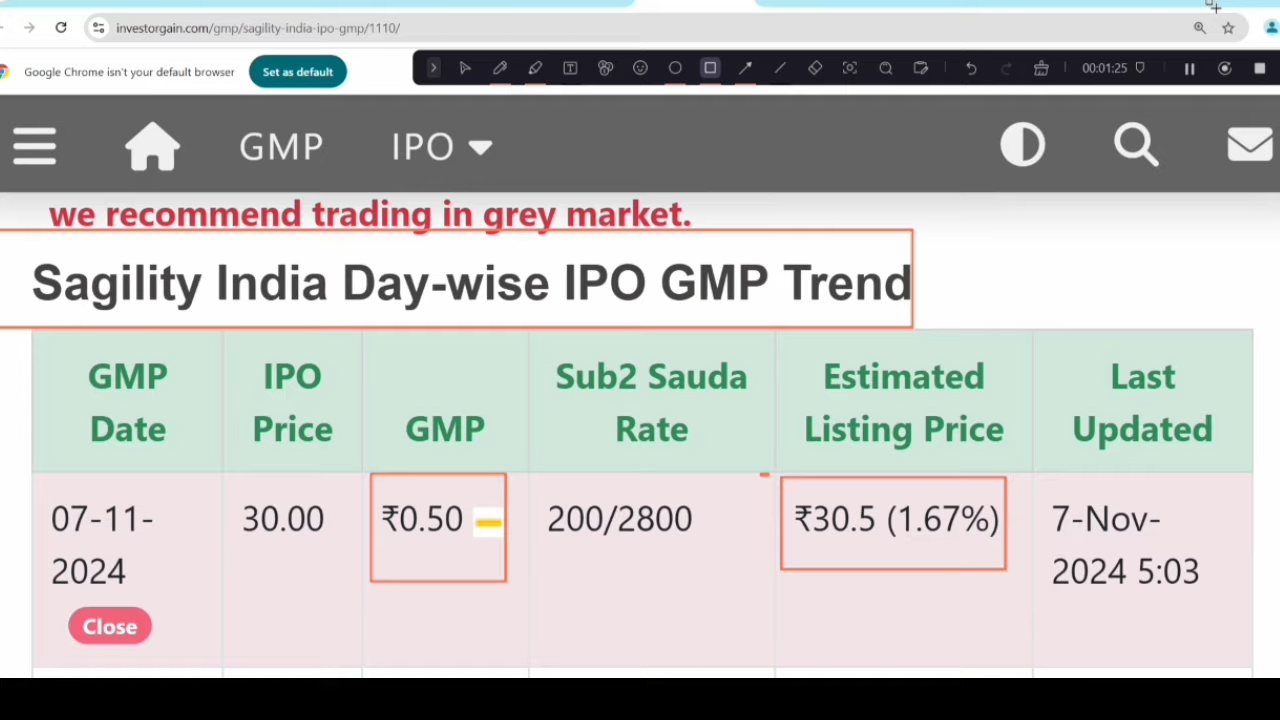 investorgain.com/gmp/sagility-india-ipo-gmp/1110/
Google Chrome isn't your default browser Set as default
00:01:25
GMP IPO
we recommend trading in grey market.
Sagility India Day-wise IPO GMP Trend
GMP Date IPO Price GMP Sub2 Sauda Rate Estimated Listing Price Last Updated
07-11-2024 30.00 ₹0.50 200/2800 ₹30.5 (1.67%) 7-Nov-2024 5:03
Close